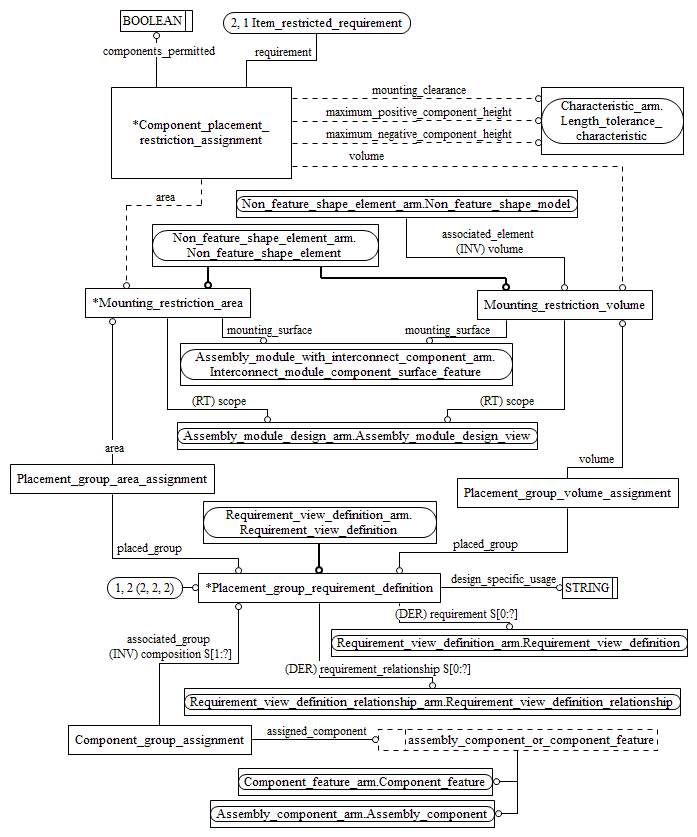 BOOLEAN
2, 1 Item_restricted_requirement
components_permitted
requirement
*Component_placement_
restriction_assignment
mounting_clearance
maximum_positive_component_height
maximum_negative_component_height
volume
Characteristic_arm.
Length_tolerance_
characteristic
area
Non_feature_shape_element_arm.Non_feature_shape_model
Non_feature_shape_element_arm.
Non_feature_shape_element
associated_element
(INV) volume
*Mounting_restriction_area
Mounting_restriction_volume
mounting_surface
mounting_surface
Assembly_module_with_interconnect_component_arm.
Interconnect_module_component_surface_feature
(RT) scope
(RT) scope
Assembly_module_design_arm.Assembly_module_design_view
area
volume
Placement_group_area_assignment
Placement_group_volume_assignment
Requirement_view_definition_arm.
Requirement_view_definition
placed_group
placed_group
1, 2 (2, 2, 2)
*Placement_group_requirement_definition
design_specific_usage
STRING
(DER) requirement S[0:?]
associated_group
(INV) composition S[1:?]
Requirement_view_definition_arm.Requirement_view_definition
(DER) requirement_relationship S[0:?]
Requirement_view_definition_relationship_arm.Requirement_view_definition_relationship
Component_group_assignment
assigned_component
assembly_component_or_component_feature
Component_feature_arm.Component_feature
Assembly_component_arm.Assembly_component